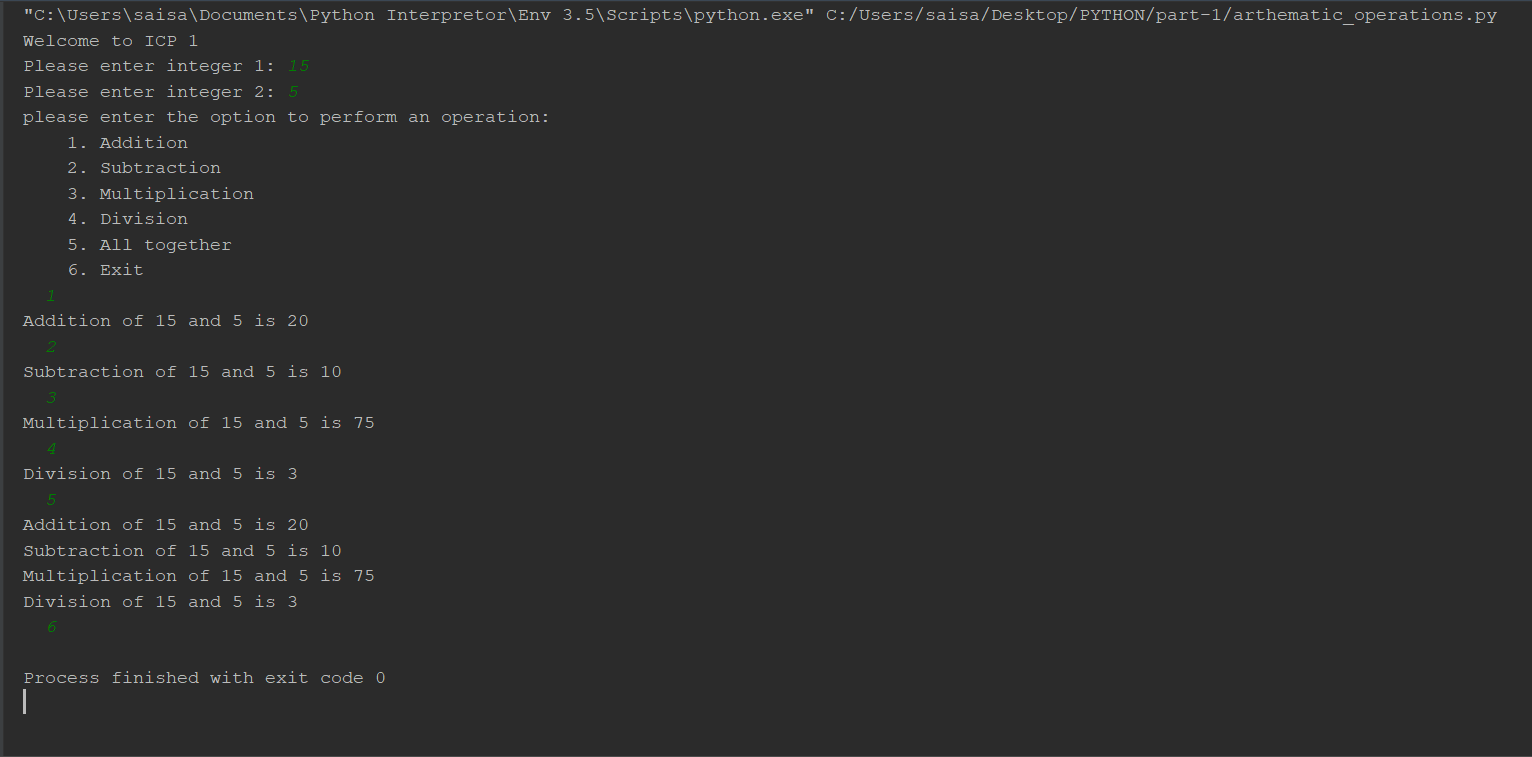 "C:\Users\saisa\Documents\Python Interpretor\Env 3.5\Scripts\python.exe" C:/Users/saisa/Desktop/PYTHON/part-1/arthematic_operations.py
Welcome to ICP 1
Please enter integer 1: 15
Please enter integer 2: 5
please enter the option to perform an operation:
    1. Addition
    2. Subtraction
    3. Multiplication
    4. Division
    5. All together
    6. Exit
  1
Addition of 15 and 5 is 20
  2
Subtraction of 15 and 5 is 10
  3
Multiplication of 15 and 5 is 75
  4
Division of 15 and 5 is 3
  5
Addition of 15 and 5 is 20
Subtraction of 15 and 5 is 10
Multiplication of 15 and 5 is 75
Division of 15 and 5 is 3
  6
Process finished with exit code 0